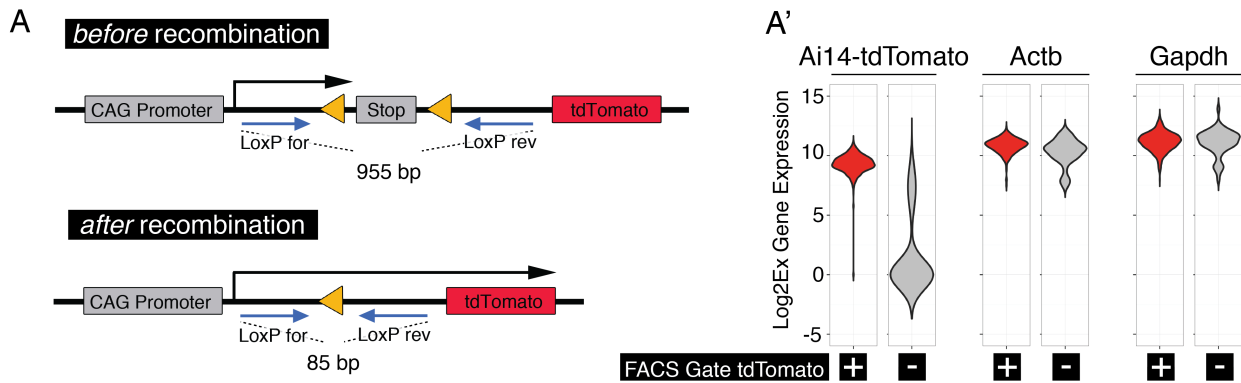 A
before recombination
CAG Promoter
Stop
tdTomato
LoxP for
LoxP rev
955 bp
after recombination
CAG Promoter
tdTomato
LoxP for
LoxP rev
85 bp
A'
Ai14-tdTomato
Actb
Gapdh
Log2Ex Gene Expression
15
10
5
0
-5
FACS Gate tdTomato
+ - + - + -